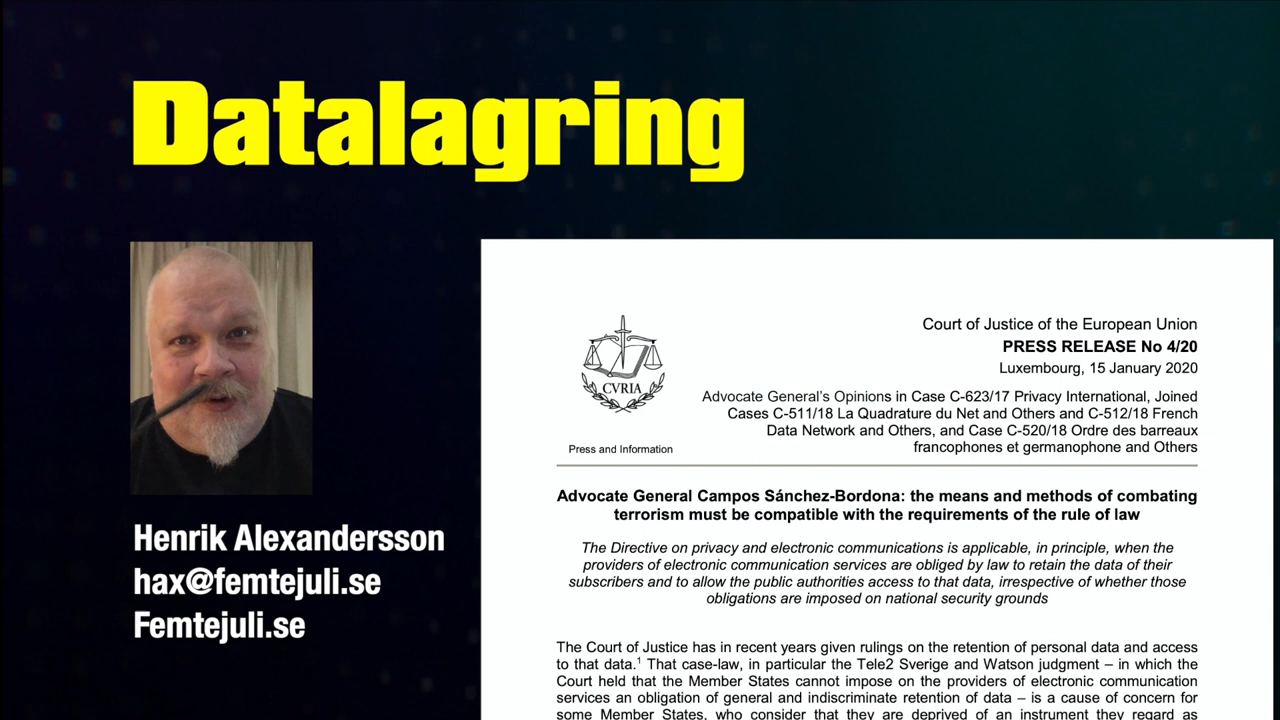 Datalagring
Henrik Alexandersson
hax@femtejuli.se
Femtejuli.se
CVRIA
Press and Information
Court of Justice of the European Union
PRESS RELEASE No 4/20
Luxembourg, 15 January 2020
Advocate General's Opinions in Case C-623/17 Privacy International, Joined
Cases C-511/18 La Quadrature du Net and Others and C-512/18 French
Data Network and Others, and Case C-520/18 Ordre des barreaux
francophones et germanophone and Others
Advocate General Campos Sánchez-Bordona: the means and methods of combating
terrorism must be compatible with the requirements of the rule of law
The Directive on privacy and electronic communications is applicable, in principle, when the
providers of electronic communication services are obliged by law to retain the data of their
subscribers and to allow the public authorities access to that data, irrespective of whether those
obligations are imposed on national security grounds
The Court of Justice has in recent years given rulings on the retention of personal data and access
to that data.¹ That case-law, in particular the Tele2 Sverige and Watson judgment – in which the
Court held that the Member States cannot impose on the providers of electronic communication
services an obligation of general and indiscriminate retention of data – is a cause of concern for
some Member States, who consider that they are deprived of an instrument they regard as